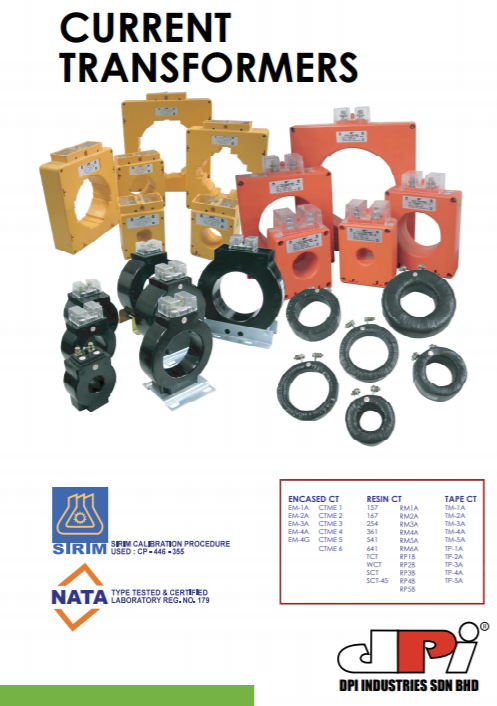 CURRENT
TRANSFORMERS
SIRIM
SIRIM CALIBRATION PROCEDURE
USED : CP - 446 - 355
NATA
TYPE TESTED & CERTIFIED
LABORATORY REG. NO. 179
ENCASED CT
EM-1A CTME 1
EM-2A CTME 2
EM-3A CTME 3
EM-4A CTME 4
EM-4G CTME 5
CTME 6
RESIN CT
157 RM1A
167 RM2A
254 RM3A
361 RM4A
541 RM5A
641 RM6A
TCT RP1B
WCT RP2B
SCT RP3B
SCT-45 RP4B
RP5B
TAPE CT
TM-1A
TM-2A
TM-3A
TM-4A
TM-5A
TP-1A
TP-2A
TP-3A
TP-4A
TP-5A
dpi ®
DPI INDUSTRIES SDN BHD